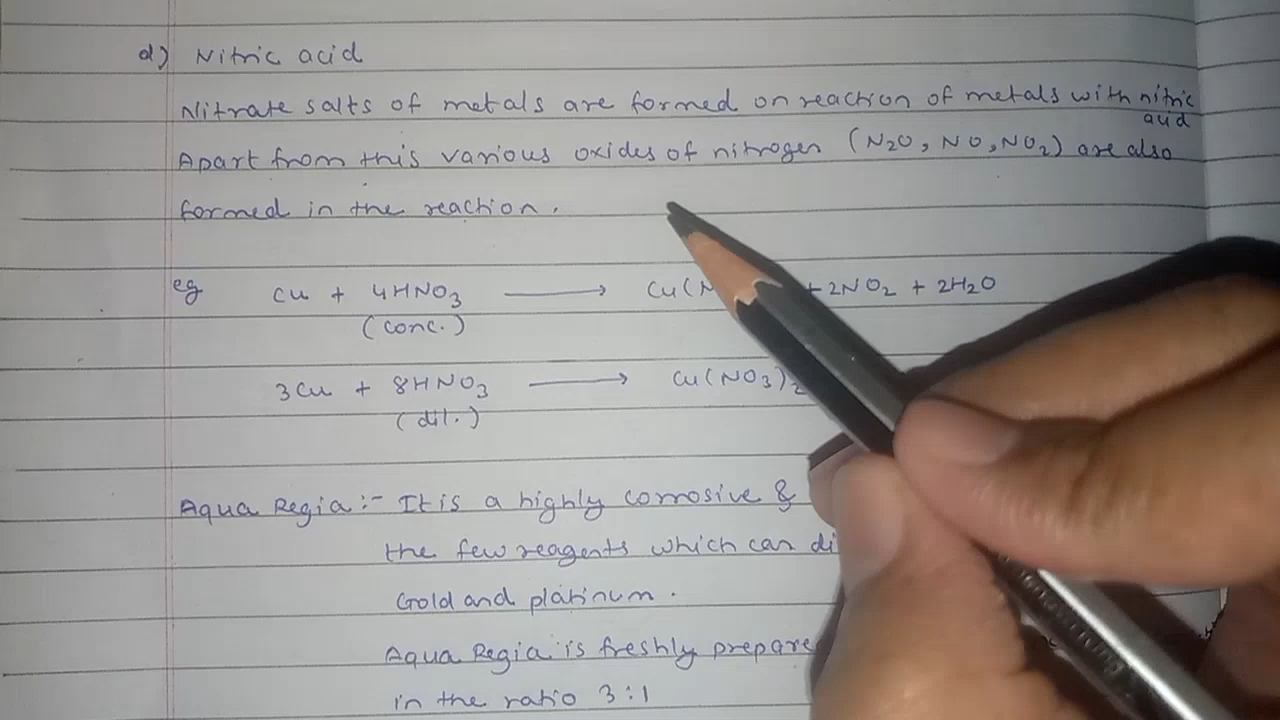 d) Nitric acid
Nitrate salts of metals are formed on reaction of metals with nitric
acid
Apart from this various oxides of nitrogen (N2O, NO, NO2) are also
formed in the reaction.
eg Cu + 4HNO3 ⟶ Cu( + 2NO2 + 2H2O
(conc.)
3Cu + 8HNO3 ⟶ Cu(NO3)2
(dil.)
Aqua Regia :- It is a highly corrosive &
the few reagents which can di
Gold and platinum.
Aqua Regia is freshly prepare
in the ratio 3:1